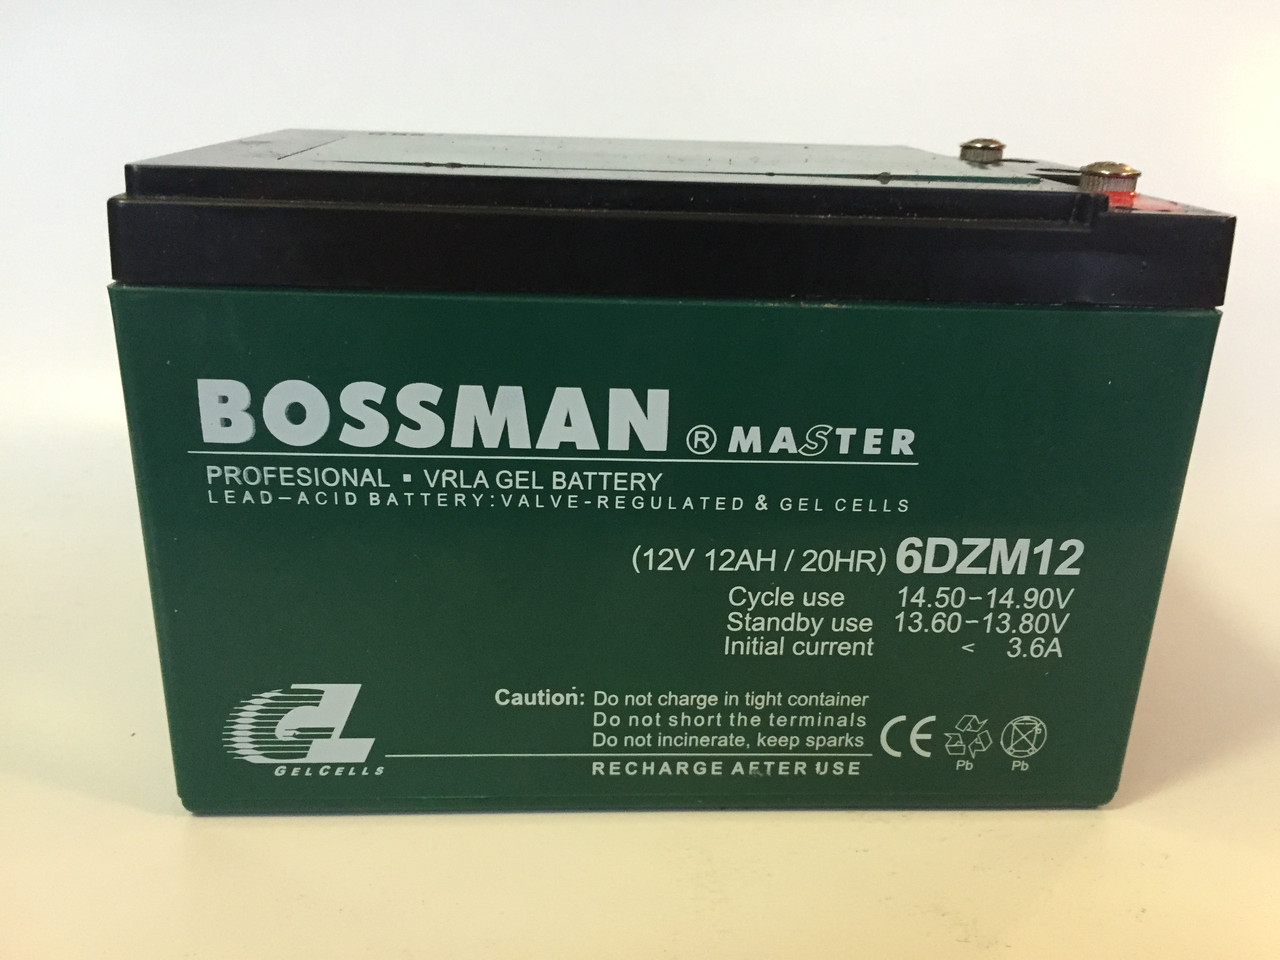 BOSSMAN ® MASTER
PROFESIONAL ▪ VRLA GEL BATTERY
LEAD-ACID BATTERY:VALVE-REGULATED & GEL CELLS
(12V 12AH / 20HR) 6DZM12
Cycle use 14.50-14.90V
Standby use 13.60-13.80V
Initial current < 3.6A
Caution: Do not charge in tight container
Do not short the terminals
Do not incinerate, keep sparks
RECHARGE AFTER USE
GELCELLS
CE
Pb Pb